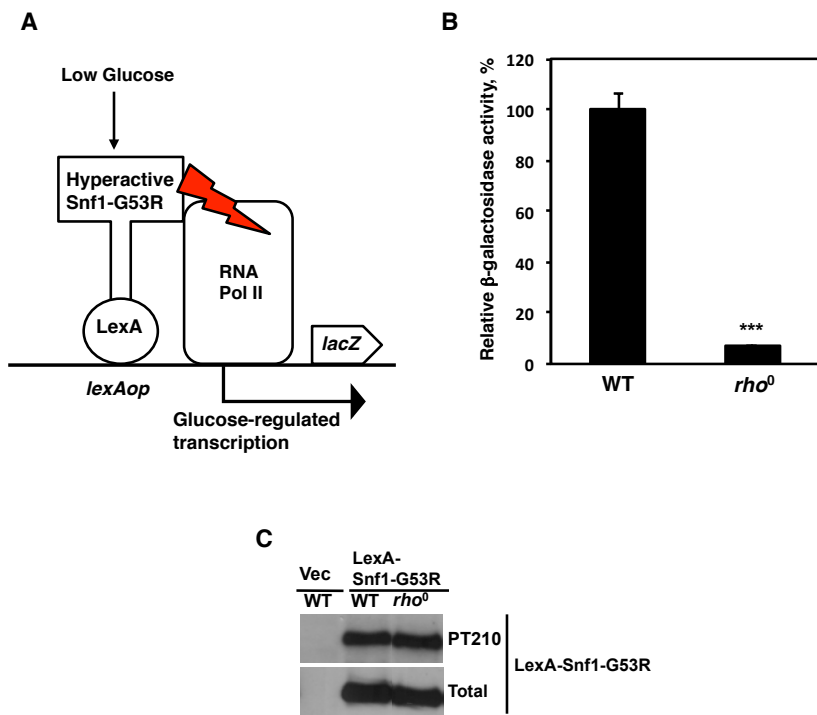 A
Low Glucose
Hyperactive
Snf1-G53R
RNA
Pol II
LexA
lacZ
lexAop
Glucose-regulated
transcription
B
Relative β-galactosidase activity, %
120
100
80
60
40
20
0
***
WT
rho⁰
C
Vec
LexA-
Snf1-G53R
WT
WT
rho⁰
PT210
Total
LexA-Snf1-G53R